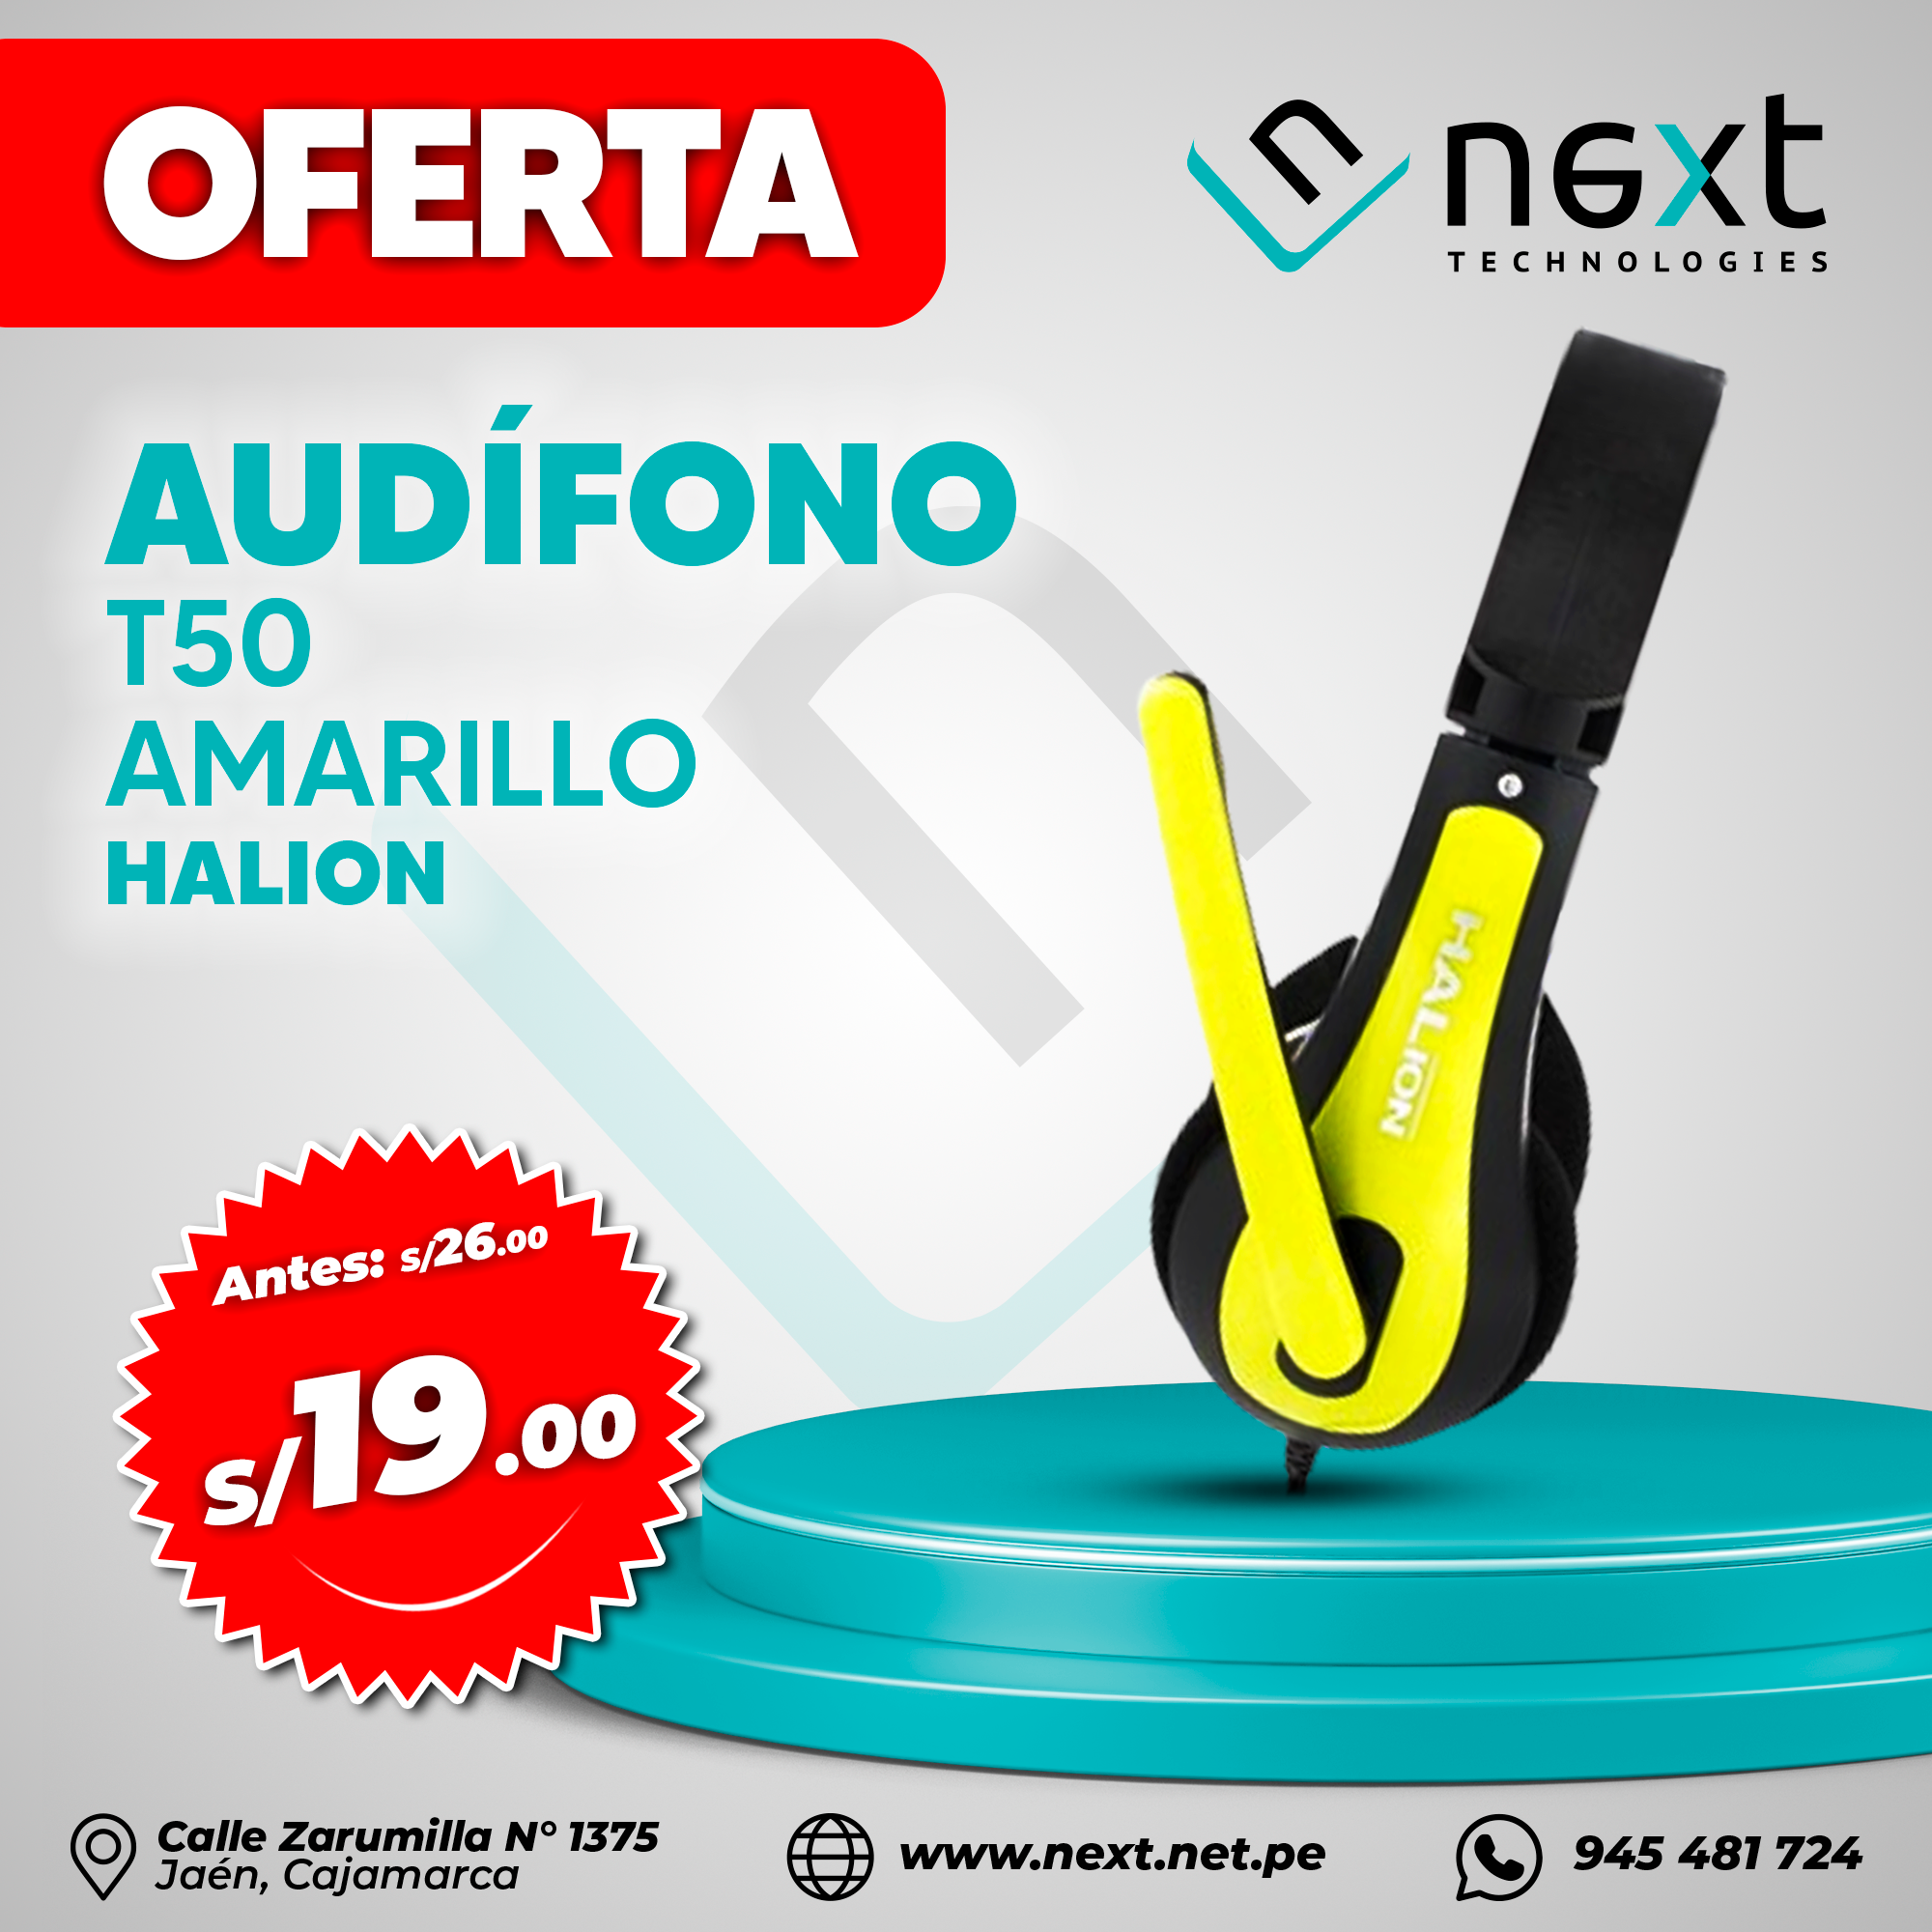 OFERTA
next
TECHNOLOGIES
AUDÍFONO
T50
AMARILLO
HALION
HALION
Antes: s/26.00
s/19.00
Calle Zarumilla N° 1375
Jaén, Cajamarca
www.next.net.pe
945 481 724